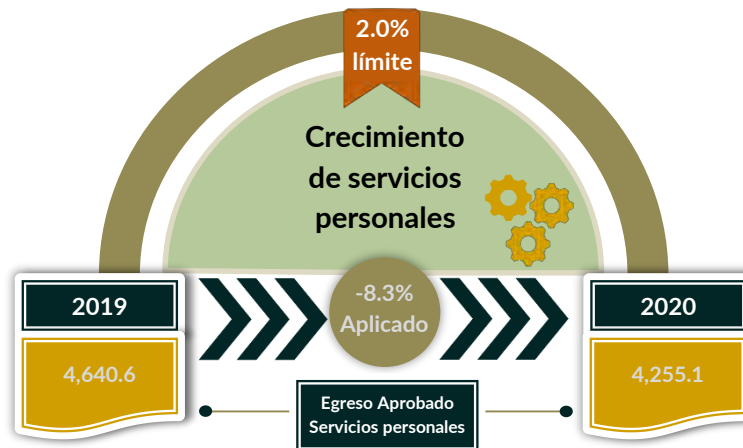 2.0%
límite
Crecimiento
de servicios
personales
2019
-8.3%
Aplicado
2020
4,640.6
4,255.1
Egreso Aprobado
Servicios personales